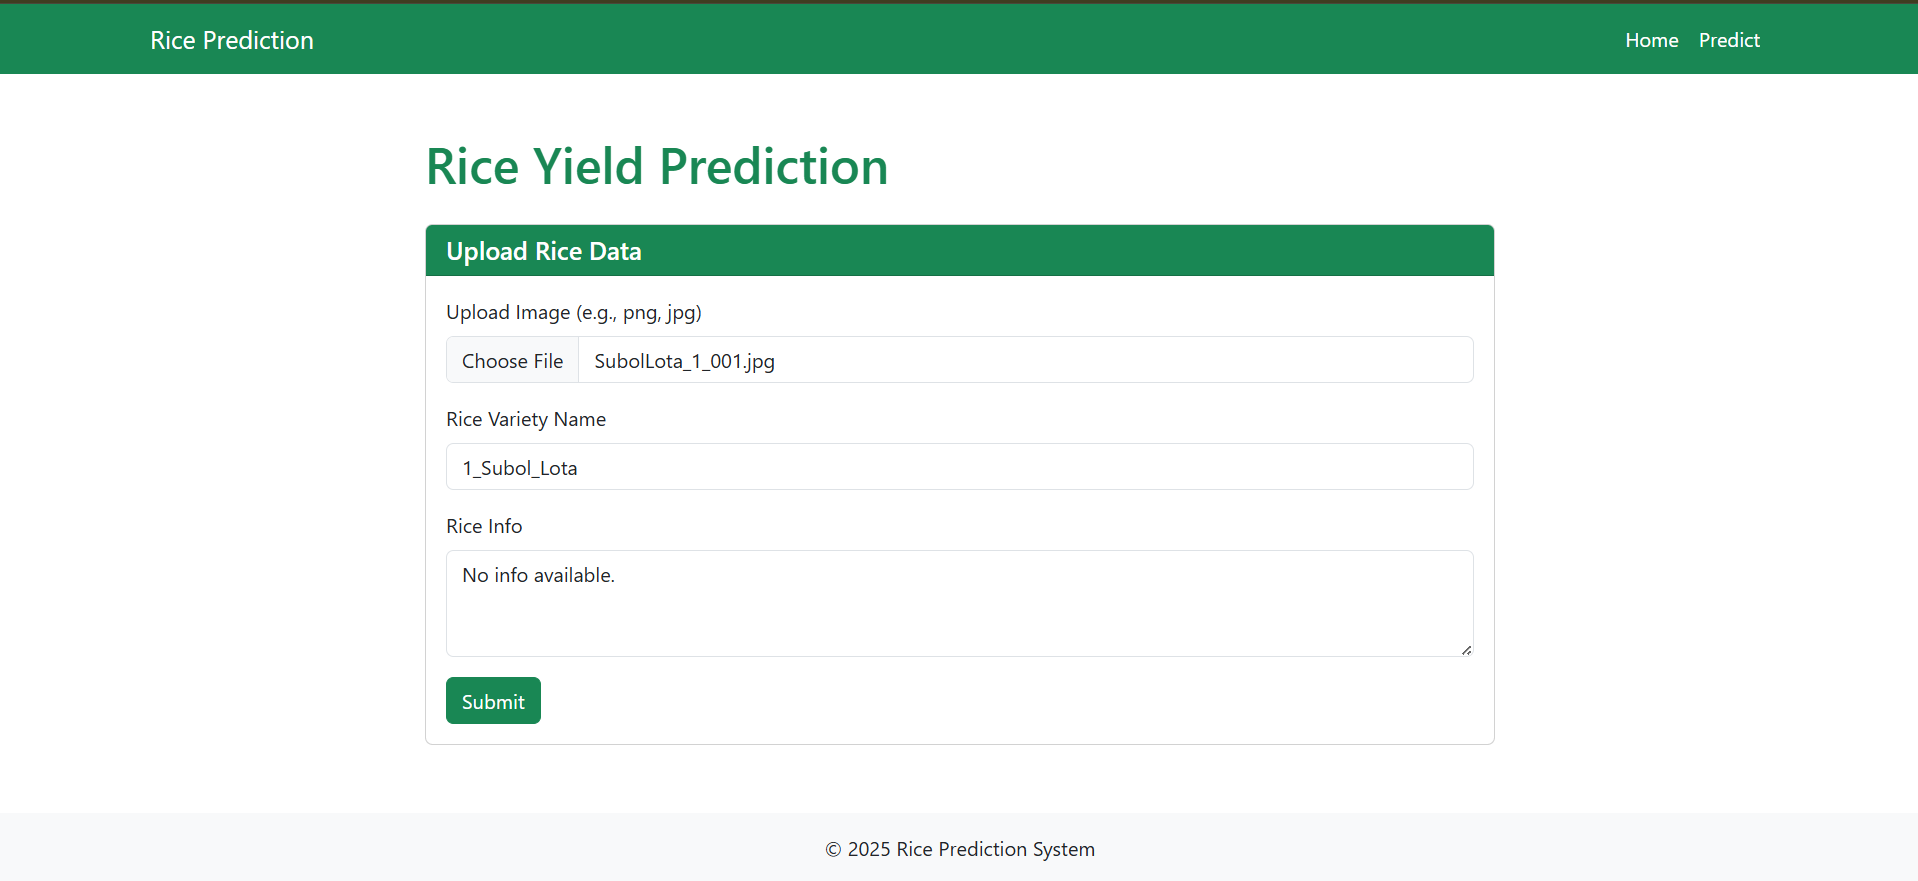 Rice Prediction
Home Predict
Rice Yield Prediction
Upload Rice Data
Upload Image (e.g., png, jpg)
Choose File SubolLota_1_001.jpg
Rice Variety Name
1_Subol_Lota
Rice Info
No info available.
Submit
© 2025 Rice Prediction System